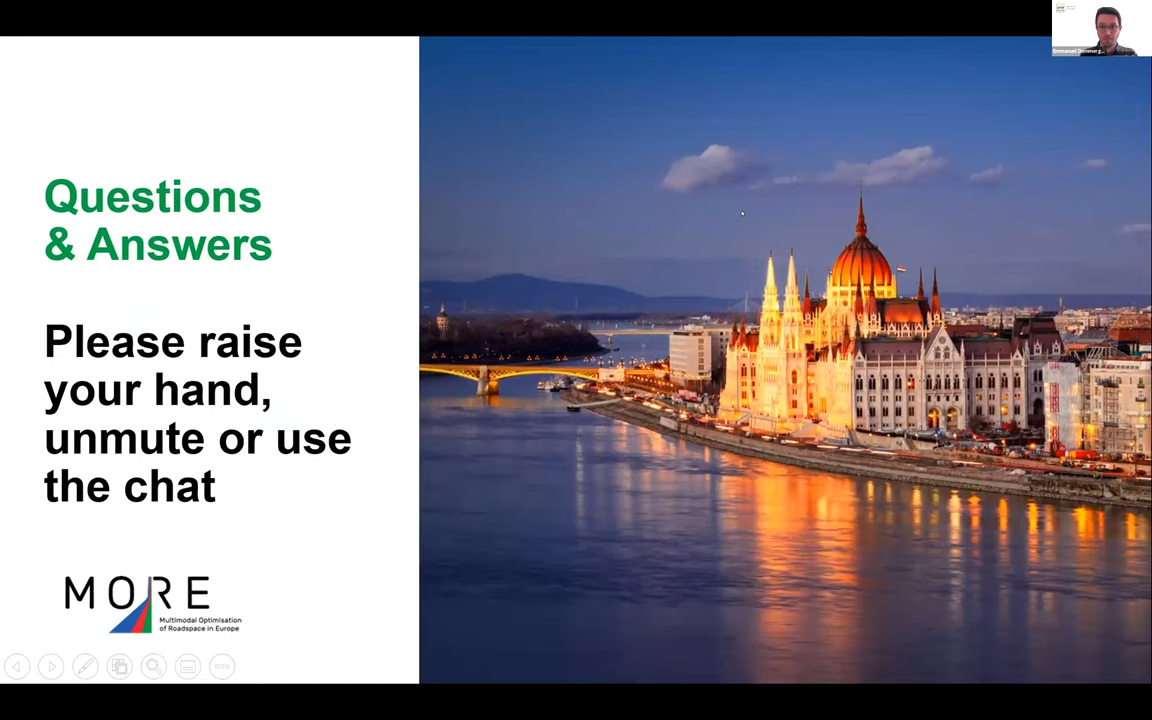 Questions
& Answers
Please raise
your hand,
unmute or use
the chat
MORE
Multimodal Optimisation
of Roadspace in Europe